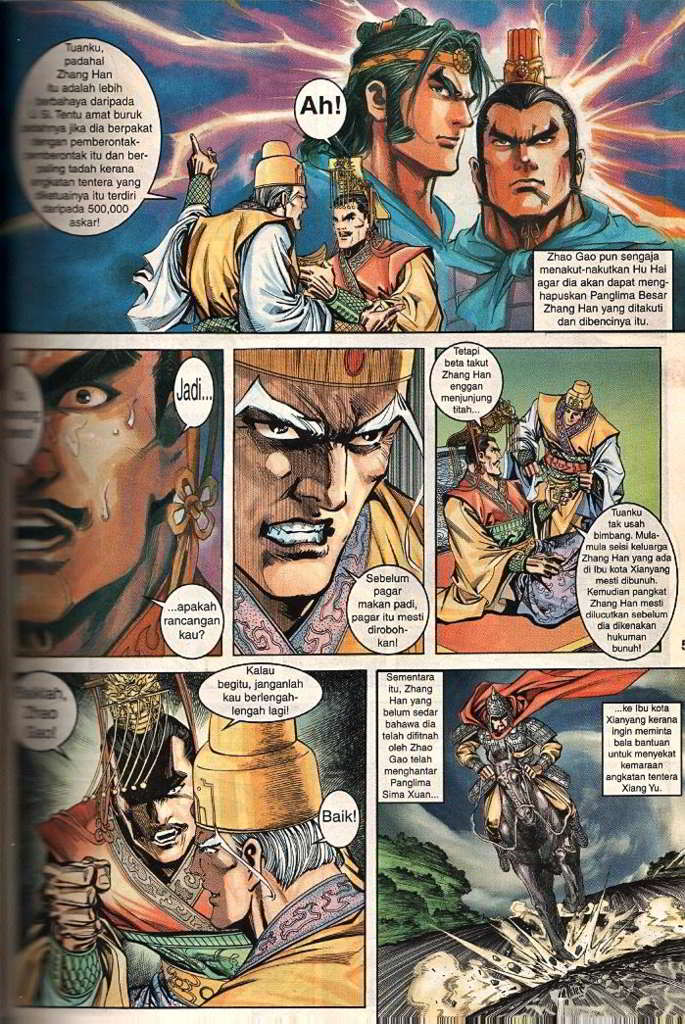 Tuanku,
padahal
Zhang Han
itu adalah lebih
berbahaya daripada
Li Si. Tentu amat buruk
padahnya jika dia berpakat
dengan pemberontak-
pemberontak itu dan ber-
paling tadah kerana
angkatan tentera yang
diketuainya itu terdiri
daripada 500,000
askar!
Ah!
Zhao Gao pun sengaja
menakut-nakutkan Hu Hai
agar dia akan dapat meng-
hapuskan Panglima Besar
Zhang Han yang ditakuti
dan dibencinya itu.
Jadi...
...apakah
rancangan
kau?
Sebelum
pagar
makan padi,
pagar itu mesti
diroboh-
kan!
Tetapi
beta takut
Zhang Han
enggan
menjunjung
titah...
Tuanku
tak usah
bimbang. Mula-
mula seisi keluarga
Zhang Han yang ada
di Ibu kota Xianyang
mesti dibunuh.
Kemudian pangkat
Zhang Han mesti
dilucutkan sebelum
dia dikenakan
hukuman
bunuh!
Zhao
Gao!
Kalau
begitu, janganlah
kau berlengah-
lengah lagi!
Baik!
Sementara
itu, Zhang
Han yang
belum sedar
bahawa dia
telah difitnah
oleh Zhao
Gao telah
menghantar
Panglima
Sima Xuan...
...ke Ibu kota
Xianyang kerana
ingin meminta
bala bantuan
untuk menyekat
kemaraan
angkatan tentera
Xiang Yu.